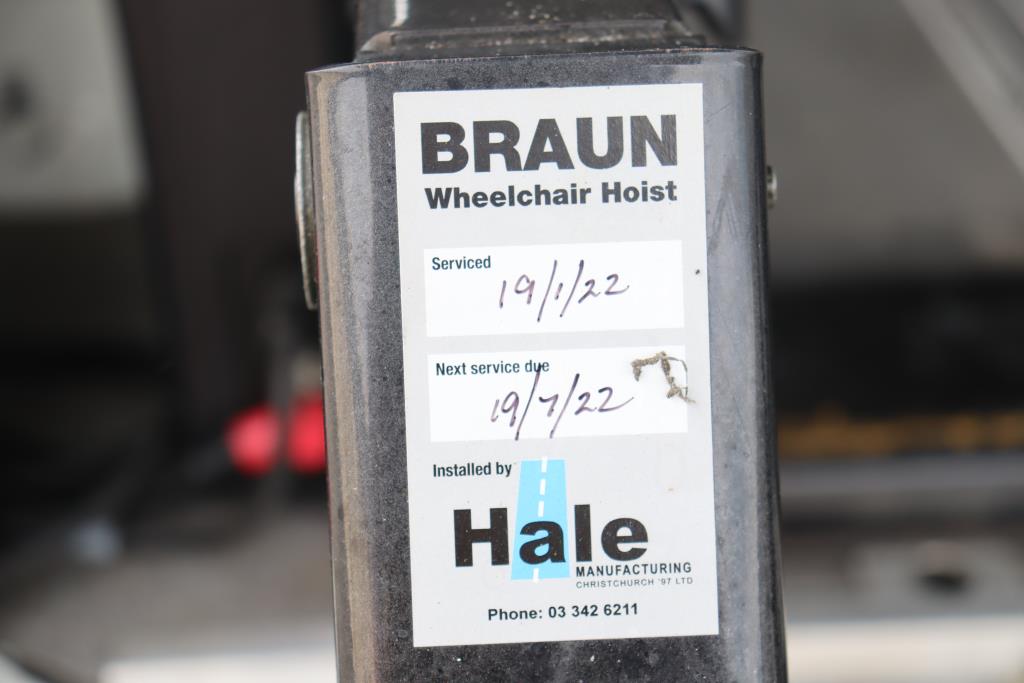 BRAUN
Wheelchair Hoist
Serviced
19/1/22
Next service due
19/7/22
Installed by
Hale
MANUFACTURING
CHRISTCHURCH '97 LTD
Phone: 03 342 6211